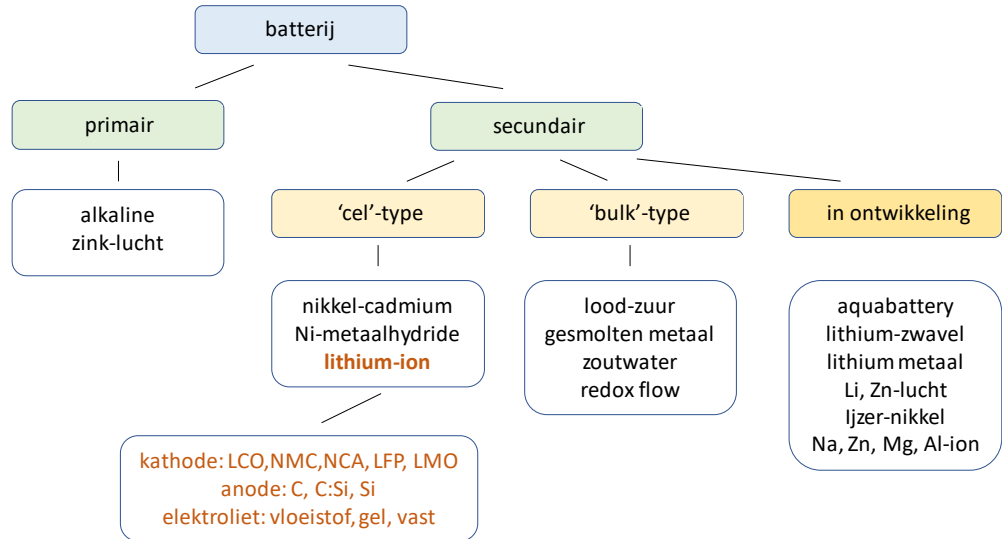 batterij
primair
secundair
alkaline
zink-lucht
‘cel’-type
‘bulk’-type
in ontwikkeling
nikkel-cadmium
Ni-metaalhydride
lithium-ion
lood-zuur
gesmolten metaal
zoutwater
redox flow
aquabattery
lithium-zwavel
lithium metaal
Li, Zn-lucht
Ijzer-nikkel
Na, Zn, Mg, Al-ion
kathode: LCO,NMC,NCA, LFP, LMO
anode: C, C:Si, Si
elektroliet: vloeistof, gel, vast